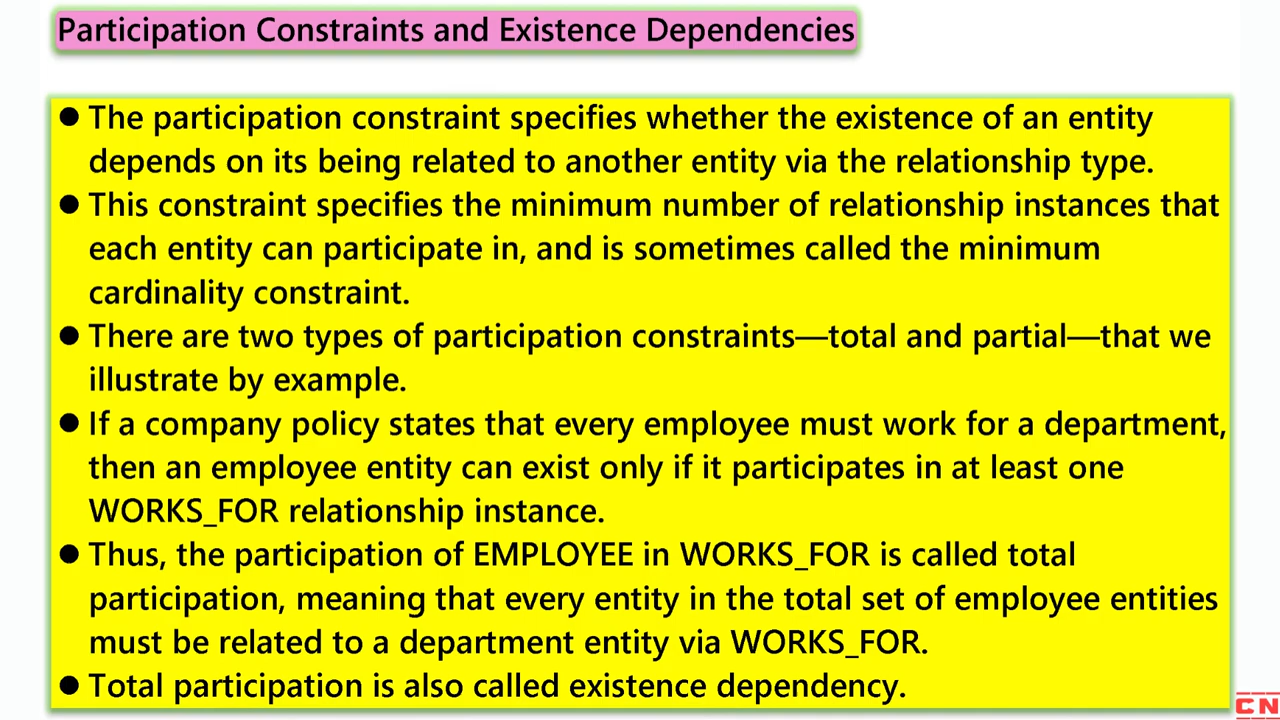 Participation Constraints and Existence Dependencies
● The participation constraint specifies whether the existence of an entity
depends on its being related to another entity via the relationship type.
● This constraint specifies the minimum number of relationship instances that
each entity can participate in, and is sometimes called the minimum
cardinality constraint.
● There are two types of participation constraints—total and partial—that we
illustrate by example.
● If a company policy states that every employee must work for a department,
then an employee entity can exist only if it participates in at least one
WORKS_FOR relationship instance.
● Thus, the participation of EMPLOYEE in WORKS_FOR is called total
participation, meaning that every entity in the total set of employee entities
must be related to a department entity via WORKS_FOR.
● Total participation is also called existence dependency.
CN